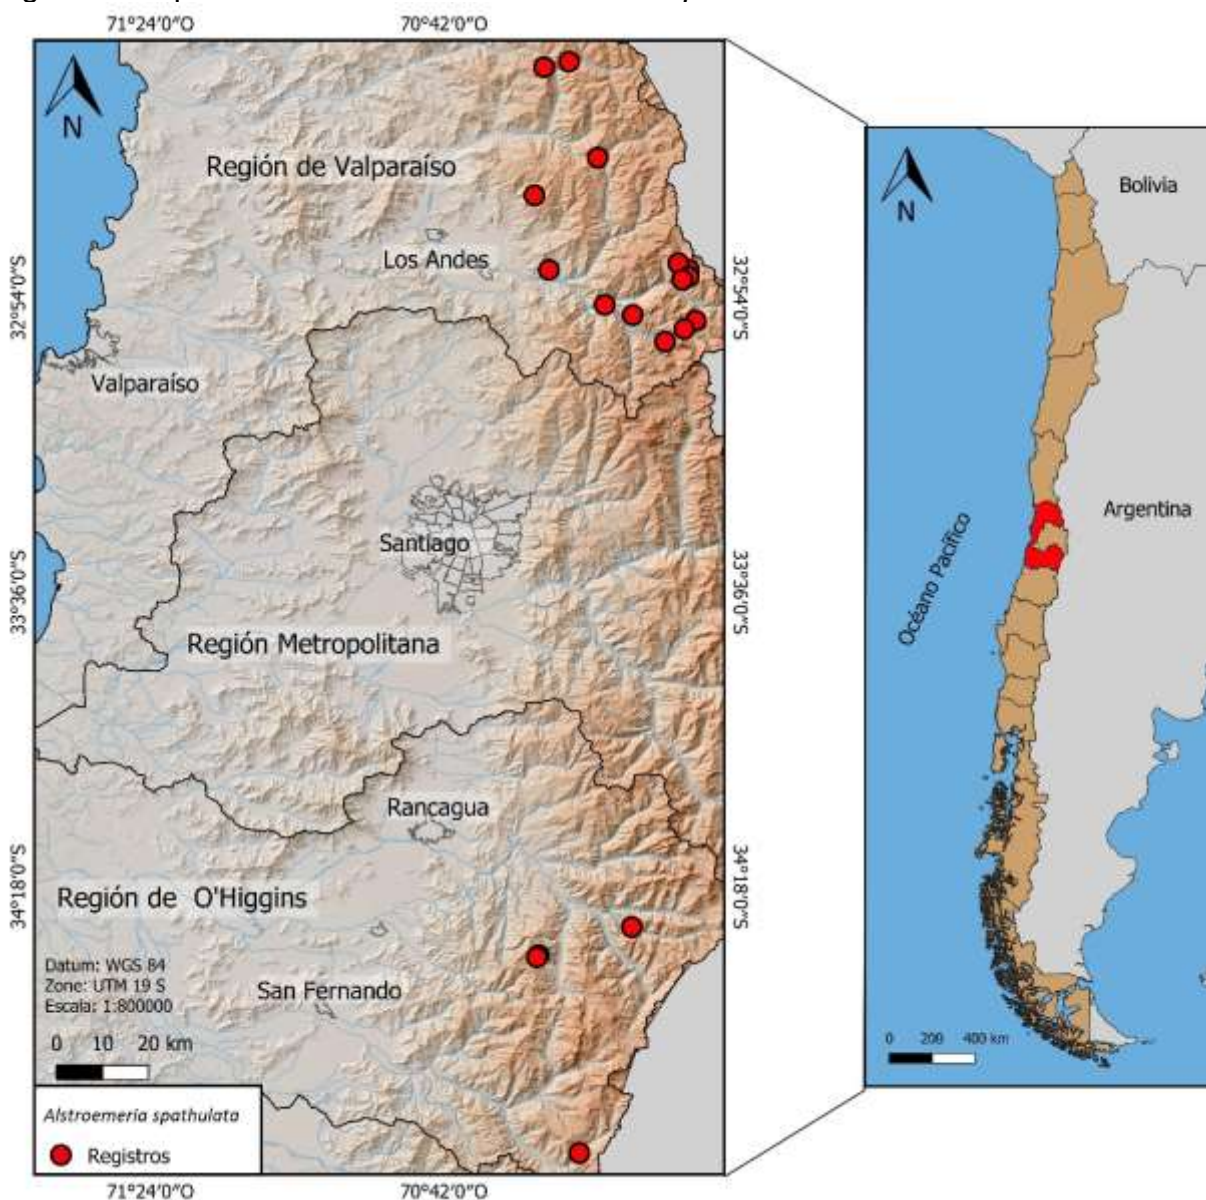 71°24'0"O
70°42'0"O
N
Región de Valparaíso
Los Andes
32°54'0"S
32°54'0"S
Valparaíso
Santiago
33°36'0"S
33°36'0"S
Región Metropolitana
Rancagua
34°18'0"S
34°18'0"S
Región de O'Higgins
Datum: WGS 84
Zone: UTM 19 S
Escala: 1:800000
San Fernando
0 10 20 km
Alstroemeria spathulata
Registros
71°24'0"O
70°42'0"O
N
Bolivia
Argentina
Océano Pacífico
0 200 400 km